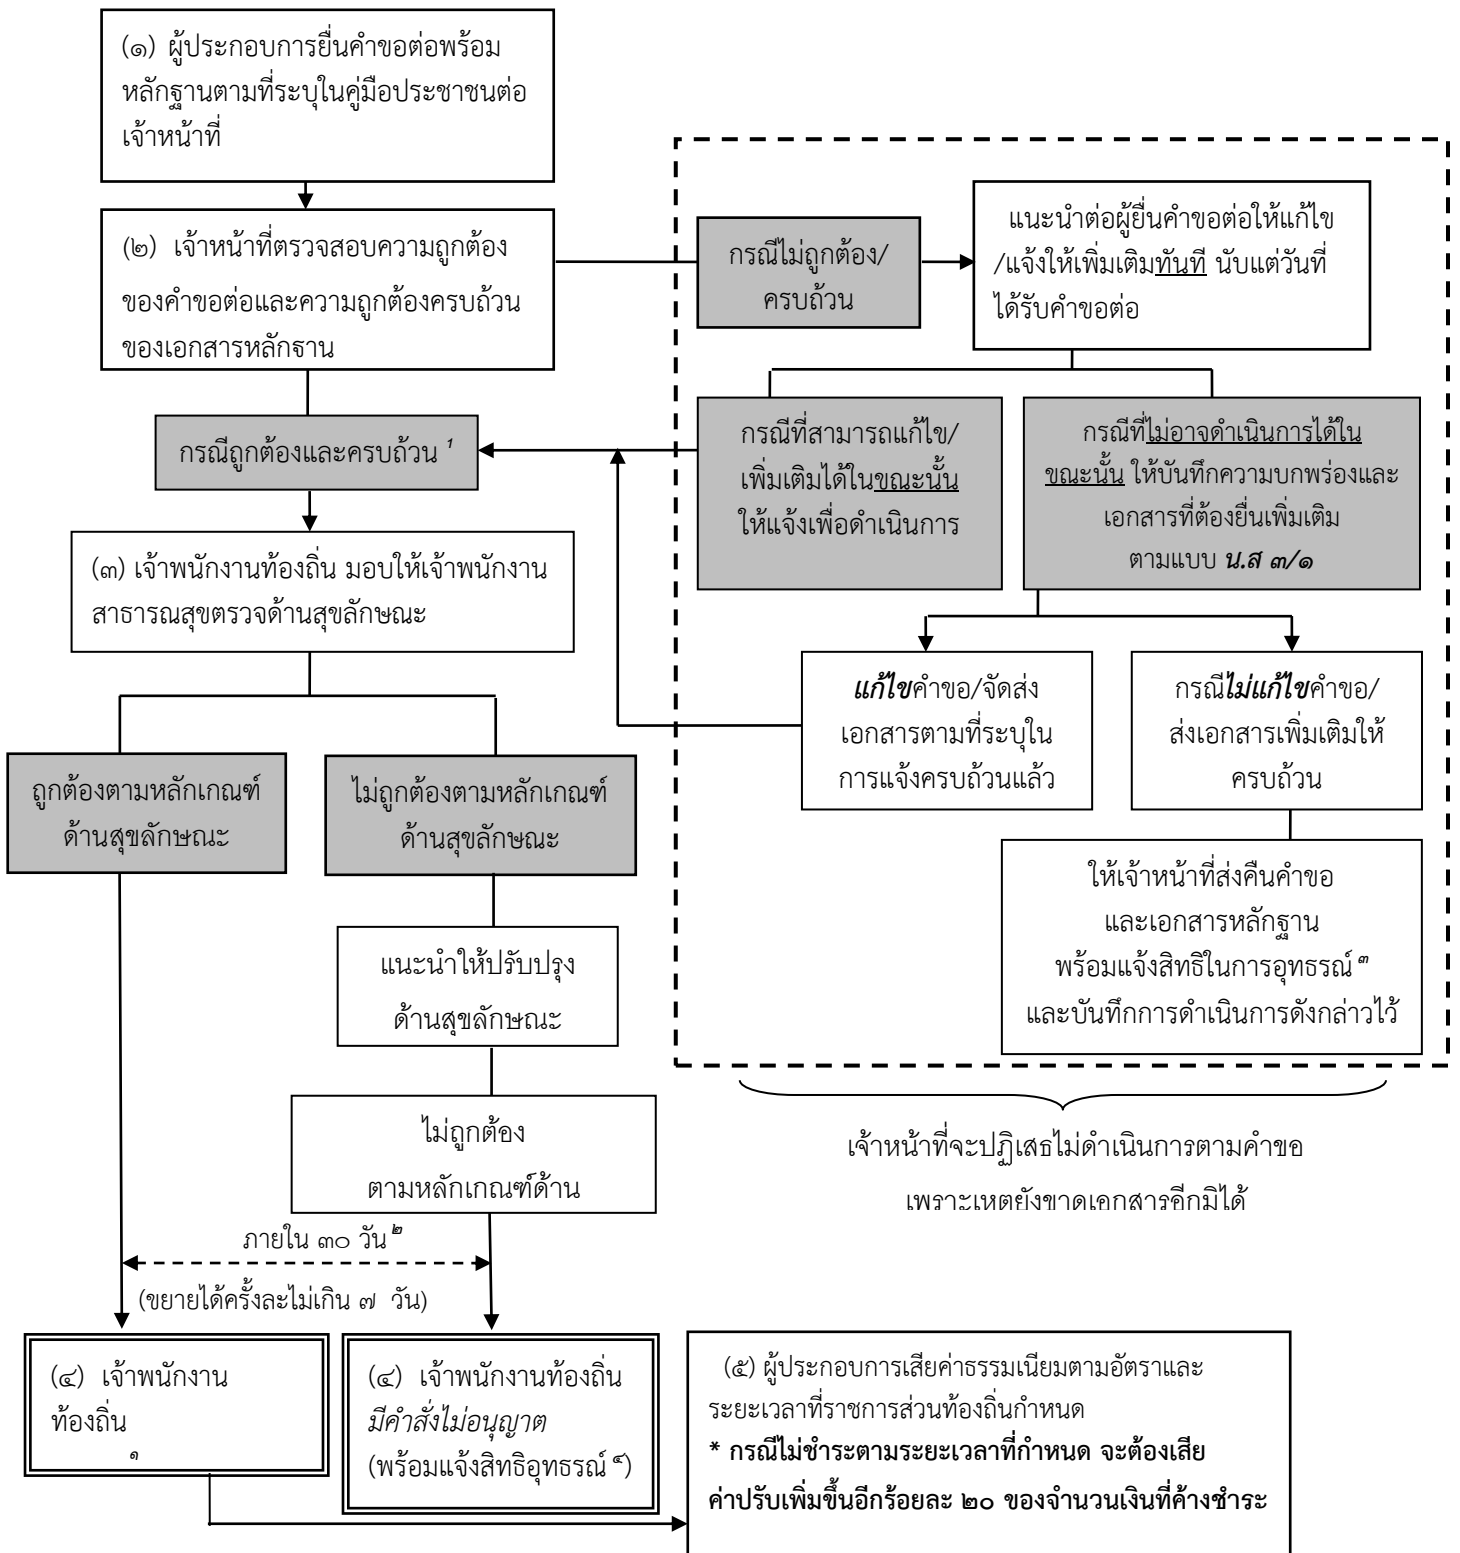 (๑) ผู้ประกอบการยื่นคำขอต่อพร้อม
หลักฐานตามที่ระบุในคู่มือประชาชนต่อ
เจ้าหน้าที่
(๒) เจ้าหน้าที่ตรวจสอบความถูกต้อง
ของคำขอต่อและความถูกต้องครบถ้วน
ของเอกสารหลักฐาน
กรณีไม่ถูกต้อง/
ครบถ้วน
แนะนำต่อผู้ยื่นคำขอต่อให้แก้ไข
/แจ้งให้เพิ่มเติมทันที นับแต่วันที่
ได้รับคำขอต่อ
กรณีถูกต้องและครบถ้วน ¹
กรณีที่สามารถแก้ไข/
เพิ่มเติมได้ในขณะนั้น
ให้แจ้งเพื่อดำเนินการ
กรณีที่ไม่อาจดำเนินการได้ใน
ขณะนั้น ให้บันทึกความบกพร่องและ
เอกสารที่ต้องยื่นเพิ่มเติม
ตามแบบ น.ส ๓/๑
(๓) เจ้าพนักงานท้องถิ่น มอบให้เจ้าพนักงาน
สาธารณสุขตรวจด้านสุขลักษณะ
แก้ไขคำขอ/จัดส่ง
เอกสารตามที่ระบุใน
การแจ้งครบถ้วนแล้ว
กรณีไม่แก้ไขคำขอ/
ส่งเอกสารเพิ่มเติมให้
ครบถ้วน
ถูกต้องตามหลักเกณฑ์
ด้านสุขลักษณะ
ไม่ถูกต้องตามหลักเกณฑ์
ด้านสุขลักษณะ
ให้เจ้าหน้าที่ส่งคืนคำขอ
และเอกสารหลักฐาน
พร้อมแจ้งสิทธิในการอุทธรณ์ ๓
และบันทึกการดำเนินการดังกล่าวไว้
แนะนำให้ปรับปรุง
ด้านสุขลักษณะ
ไม่ถูกต้อง
ตามหลักเกณฑ์ด้าน
เจ้าหน้าที่จะปฏิเสธไม่ดำเนินการตามคำขอ
เพราะเหตุยังขาดเอกสารอีกมิได้
ภายใน ๓๐ วัน ๒
(ขยายได้ครั้งละไม่เกิน ๗ วัน)
(๔) เจ้าพนักงาน
ท้องถิ่น
๑
(๔) เจ้าพนักงานท้องถิ่น
มีคำสั่งไม่อนุญาต
(พร้อมแจ้งสิทธิอุทธรณ์ ๔)
(๕) ผู้ประกอบการเสียค่าธรรมเนียมตามอัตราและ
ระยะเวลาที่ราชการส่วนท้องถิ่นกำหนด
* กรณีไม่ชำระตามระยะเวลาที่กำหนด จะต้องเสีย
ค่าปรับเพิ่มขึ้นอีกร้อยละ ๒๐ ของจำนวนเงินที่ค้างชำระ